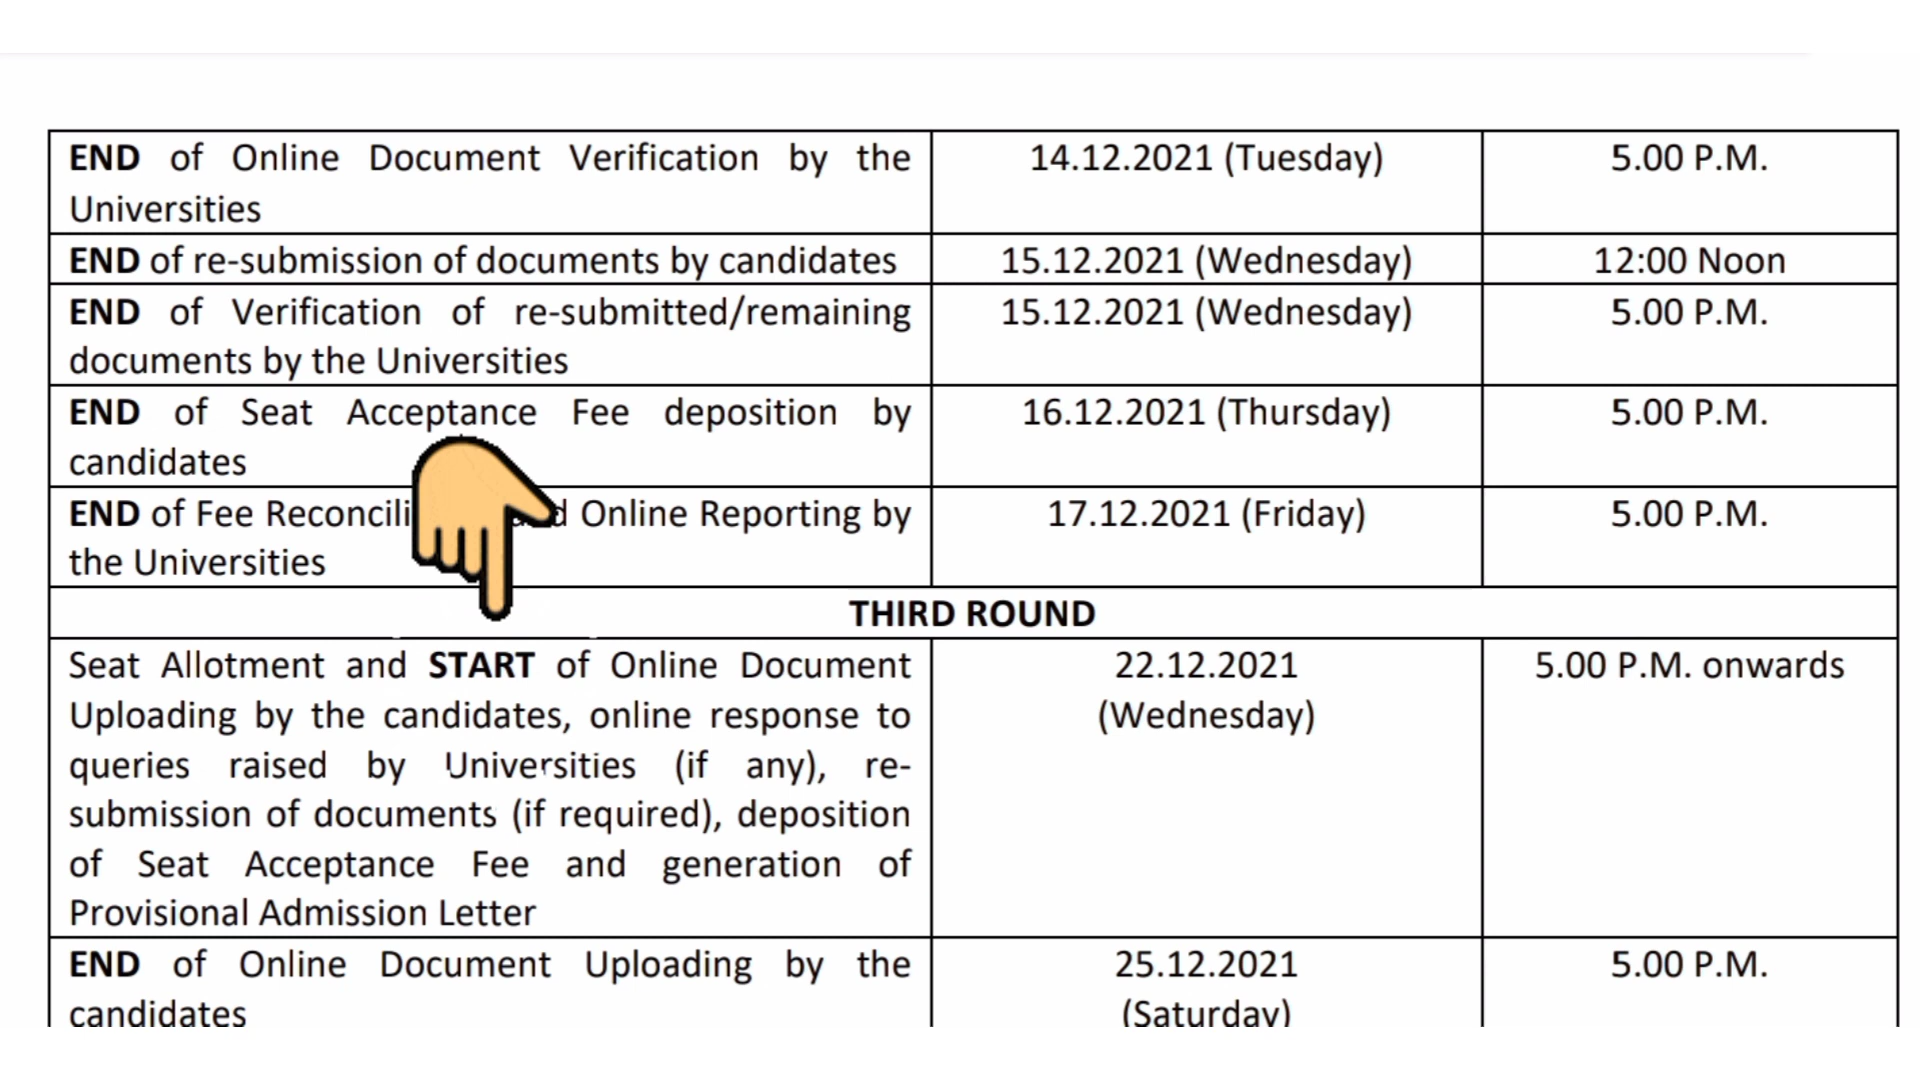 END of Online Document Verification by the
Universities
14.12.2021 (Tuesday)
5.00 P.M.
END of re-submission of documents by candidates
15.12.2021 (Wednesday)
12:00 Noon
END of Verification of re-submitted/remaining
documents by the Universities
15.12.2021 (Wednesday)
5.00 P.M.
END of Seat Acceptance Fee deposition by
candidates
16.12.2021 (Thursday)
5.00 P.M.
END of Fee Online Reporting by
the Universities
17.12.2021 (Friday)
5.00 P.M.
THIRD ROUND
Seat Allotment and START of Online Document
Uploading by the candidates, online response to
queries raised by Universities (if any), re-
submission of documents (if required), deposition
of Seat Acceptance Fee and generation of
Provisional Admission Letter
22.12.2021
(Wednesday)
5.00 P.M. onwards
END of Online Document Uploading by the
candidates
25.12.2021
(Saturday)
5.00 P.M.